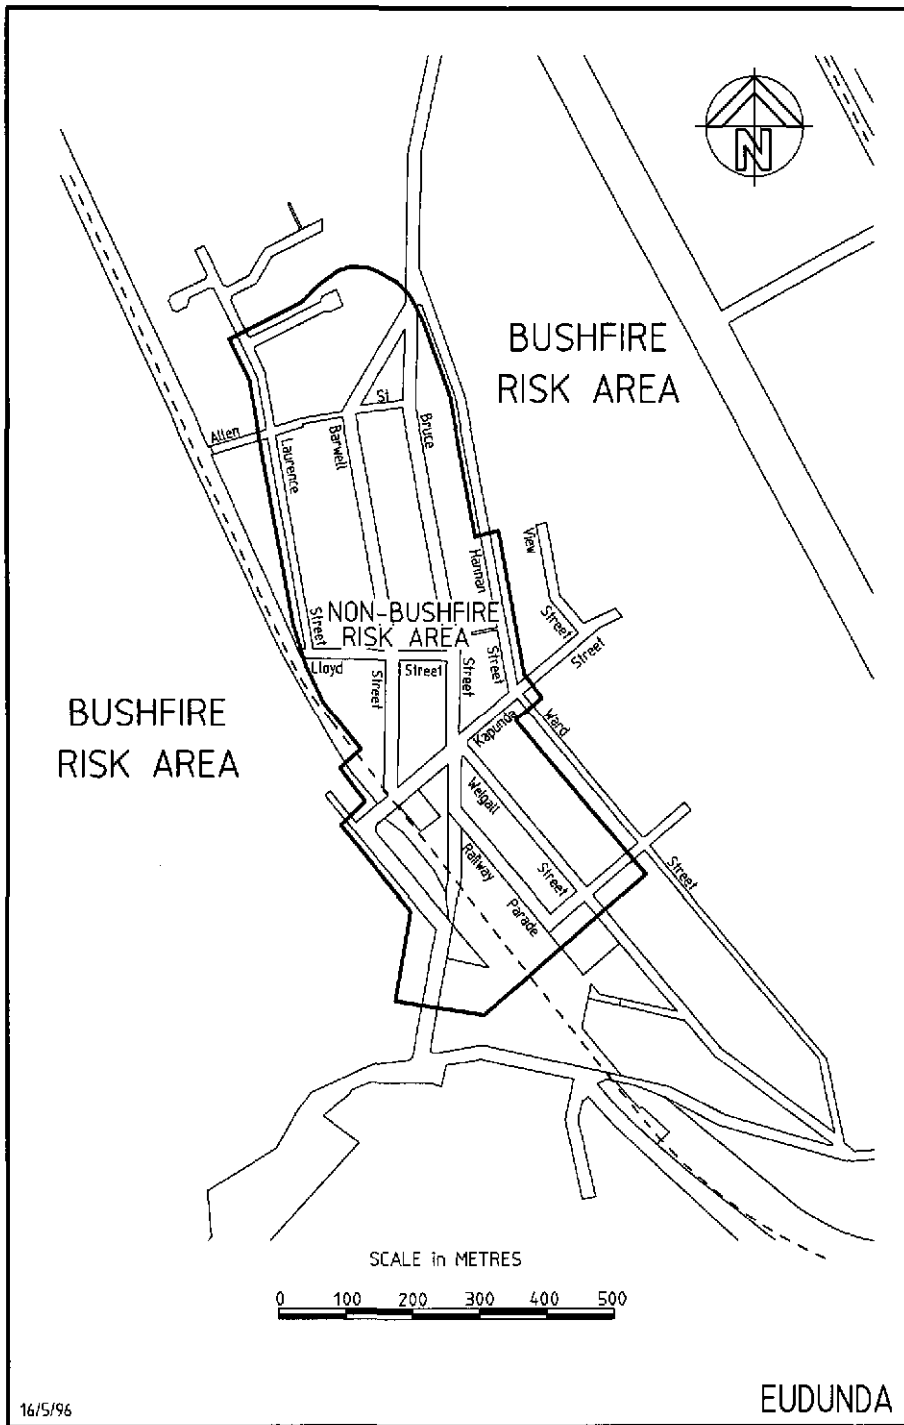 N
BUSHFIRE
RISK AREA
Allen
St
Laurence
Barwell
Bruce
View
Hannan
NON-BUSHFIRE
RISK AREA
Street
Street
Street
Street
Lloyd
Street
Street
Street
Street
BUSHFIRE
RISK AREA
Kapunda
Ward
Welgall
Railway
Street
Street
Parade
SCALE in METRES
0 100 200 300 400 500
16/5/96
EUDUNDA